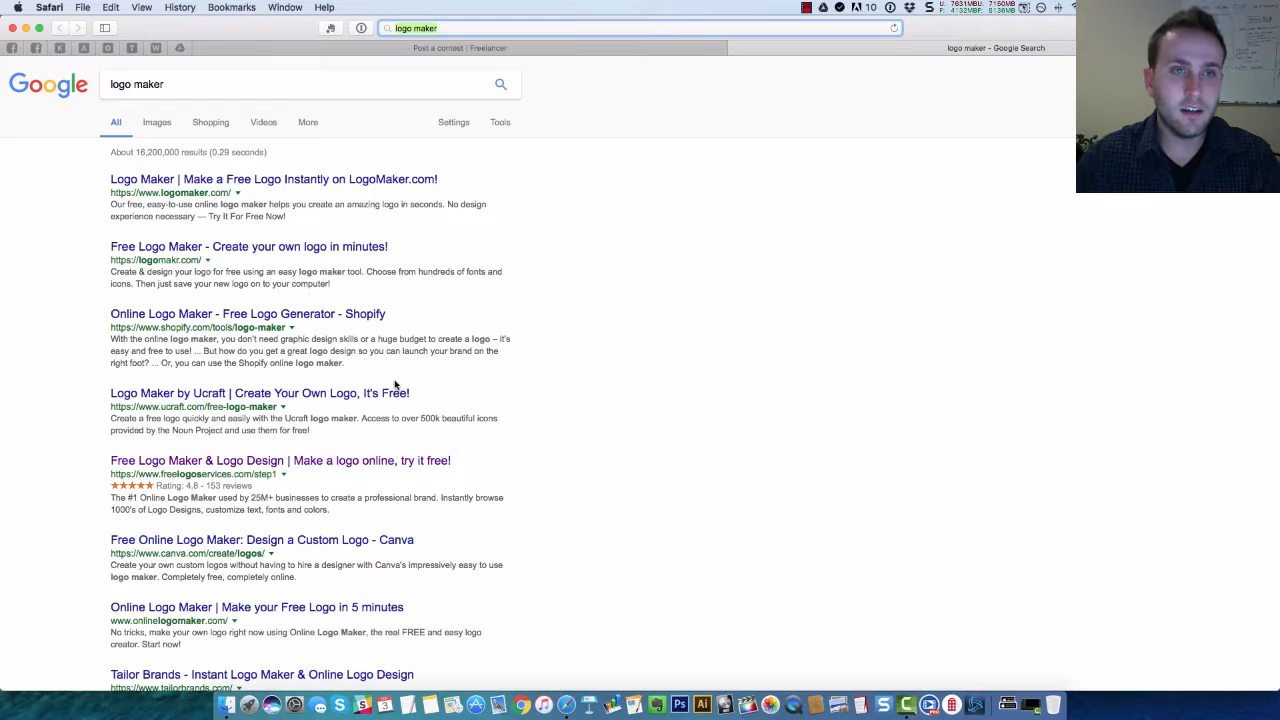 Safari File Edit View History Bookmarks Window Help
10
7631MB↓ 7150MB
4132MB↑
logo maker
Post a contest | Freelancer
logo maker - Google Search
Google
logo maker
All Images Shopping Videos More Settings Tools
About 16,200,000 results (0.29 seconds)
Logo Maker | Make a Free Logo Instantly on LogoMaker.com!
https://www.logomaker.com/
Our free, easy-to-use online logo maker helps you create an amazing logo in seconds. No design
experience necessary — Try It For Free Now!
Free Logo Maker - Create your own logo in minutes!
https://logomakr.com/
Create & design your logo for free using an easy logo maker tool. Choose from hundreds of fonts and
icons. Then just save your new logo on to your computer!
Online Logo Maker - Free Logo Generator - Shopify
https://www.shopify.com/tools/logo-maker
With the online logo maker, you don't need graphic design skills or a huge budget to create a logo – it's
easy and free to use! ... But how do you get a great logo design so you can launch your brand on the
right foot? ... Or, you can use the Shopify online logo maker.
Logo Maker by Ucraft | Create Your Own Logo, It's Free!
https://www.ucraft.com/free-logo-maker
Create a free logo quickly and easily with the Ucraft logo maker. Access to over 500k beautiful icons
provided by the Noun Project and use them for free!
Free Logo Maker & Logo Design | Make a logo online, try it free!
https://www.freelogoservices.com/step1
Rating: 4.8 - 153 reviews
The #1 Online Logo Maker used by 25M+ businesses to create a professional brand. Instantly browse
1000's of Logo Designs, customize text, fonts and colors.
Free Online Logo Maker: Design a Custom Logo - Canva
https://www.canva.com/create/logos/
Create your own custom logos without having to hire a designer with Canva's impressively easy to use
logo maker. Completely free, completely online.
Online Logo Maker | Make your Free Logo in 5 minutes
www.onlinelogomaker.com/
No tricks, make your own logo right now using Online Logo Maker, the real FREE and easy logo
creator. Start now!
Tailor Brands - Instant Logo Maker & Online Logo Design
https://www.tailorbrands.com/